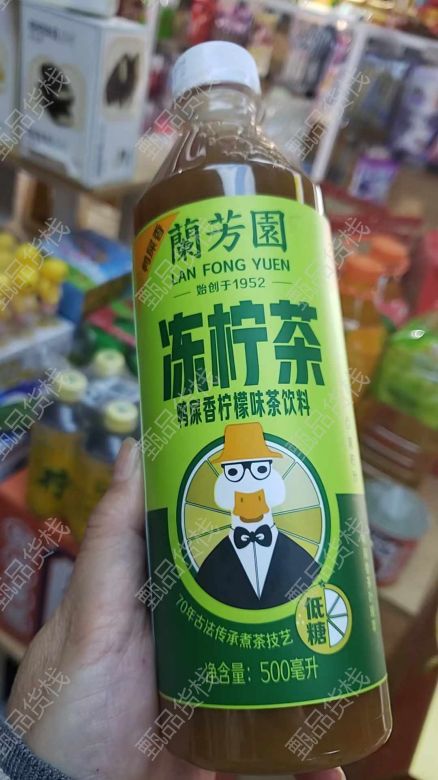 鸭屎香
蘭芳園
LAN FONG YUEN
始创于1952
冻柠茶
鸭屎香柠檬味茶饮料
70年古法传承煮茶技艺
低糖
净含量：500毫升
甄品货栈